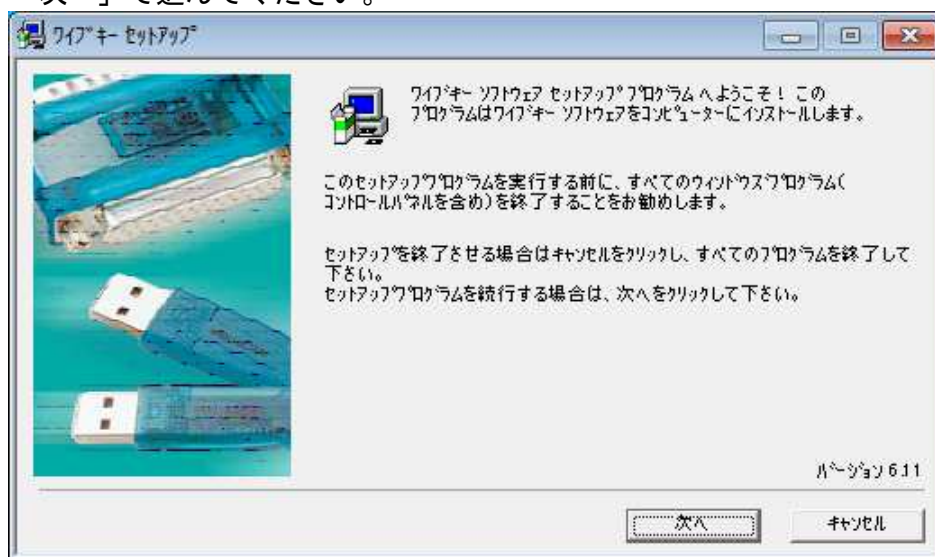 次へ」で進んでください。
ﾜｲﾌﾞｷｰ ｾｯﾄｱｯﾌﾟ
ﾜｲﾌﾞｷｰ ｿﾌﾄｳｪｱ ｾｯﾄｱｯﾌﾟﾌﾟﾛｸﾞﾗﾑ へようこそ！ この
ﾌﾟﾛｸﾞﾗﾑはﾜｲﾌﾞｷｰ ｿﾌﾄｳｪｱをｺﾝﾋﾟｭｰﾀｰにｲﾝｽﾄｰﾙします。
このｾｯﾄｱｯﾌﾟﾌﾟﾛｸﾞﾗﾑを実行する前に、すべてのｳｨﾝﾄﾞｳｽﾞﾌﾟﾛｸﾞﾗﾑ(
ｺﾝﾄﾛｰﾙﾊﾟﾈﾙを含め)を終了することをお勧めします。
ｾｯﾄｱｯﾌﾟを終了させる場合はｷｬﾝｾﾙをｸﾘｯｸし、すべてのﾌﾟﾛｸﾞﾗﾑを終了して
下さい。
ｾｯﾄｱｯﾌﾟﾌﾟﾛｸﾞﾗﾑを続行する場合は、次へをｸﾘｯｸして下さい。
ﾊﾞｰｼﾞｮﾝ 6.11
次へ
ｷｬﾝｾﾙ